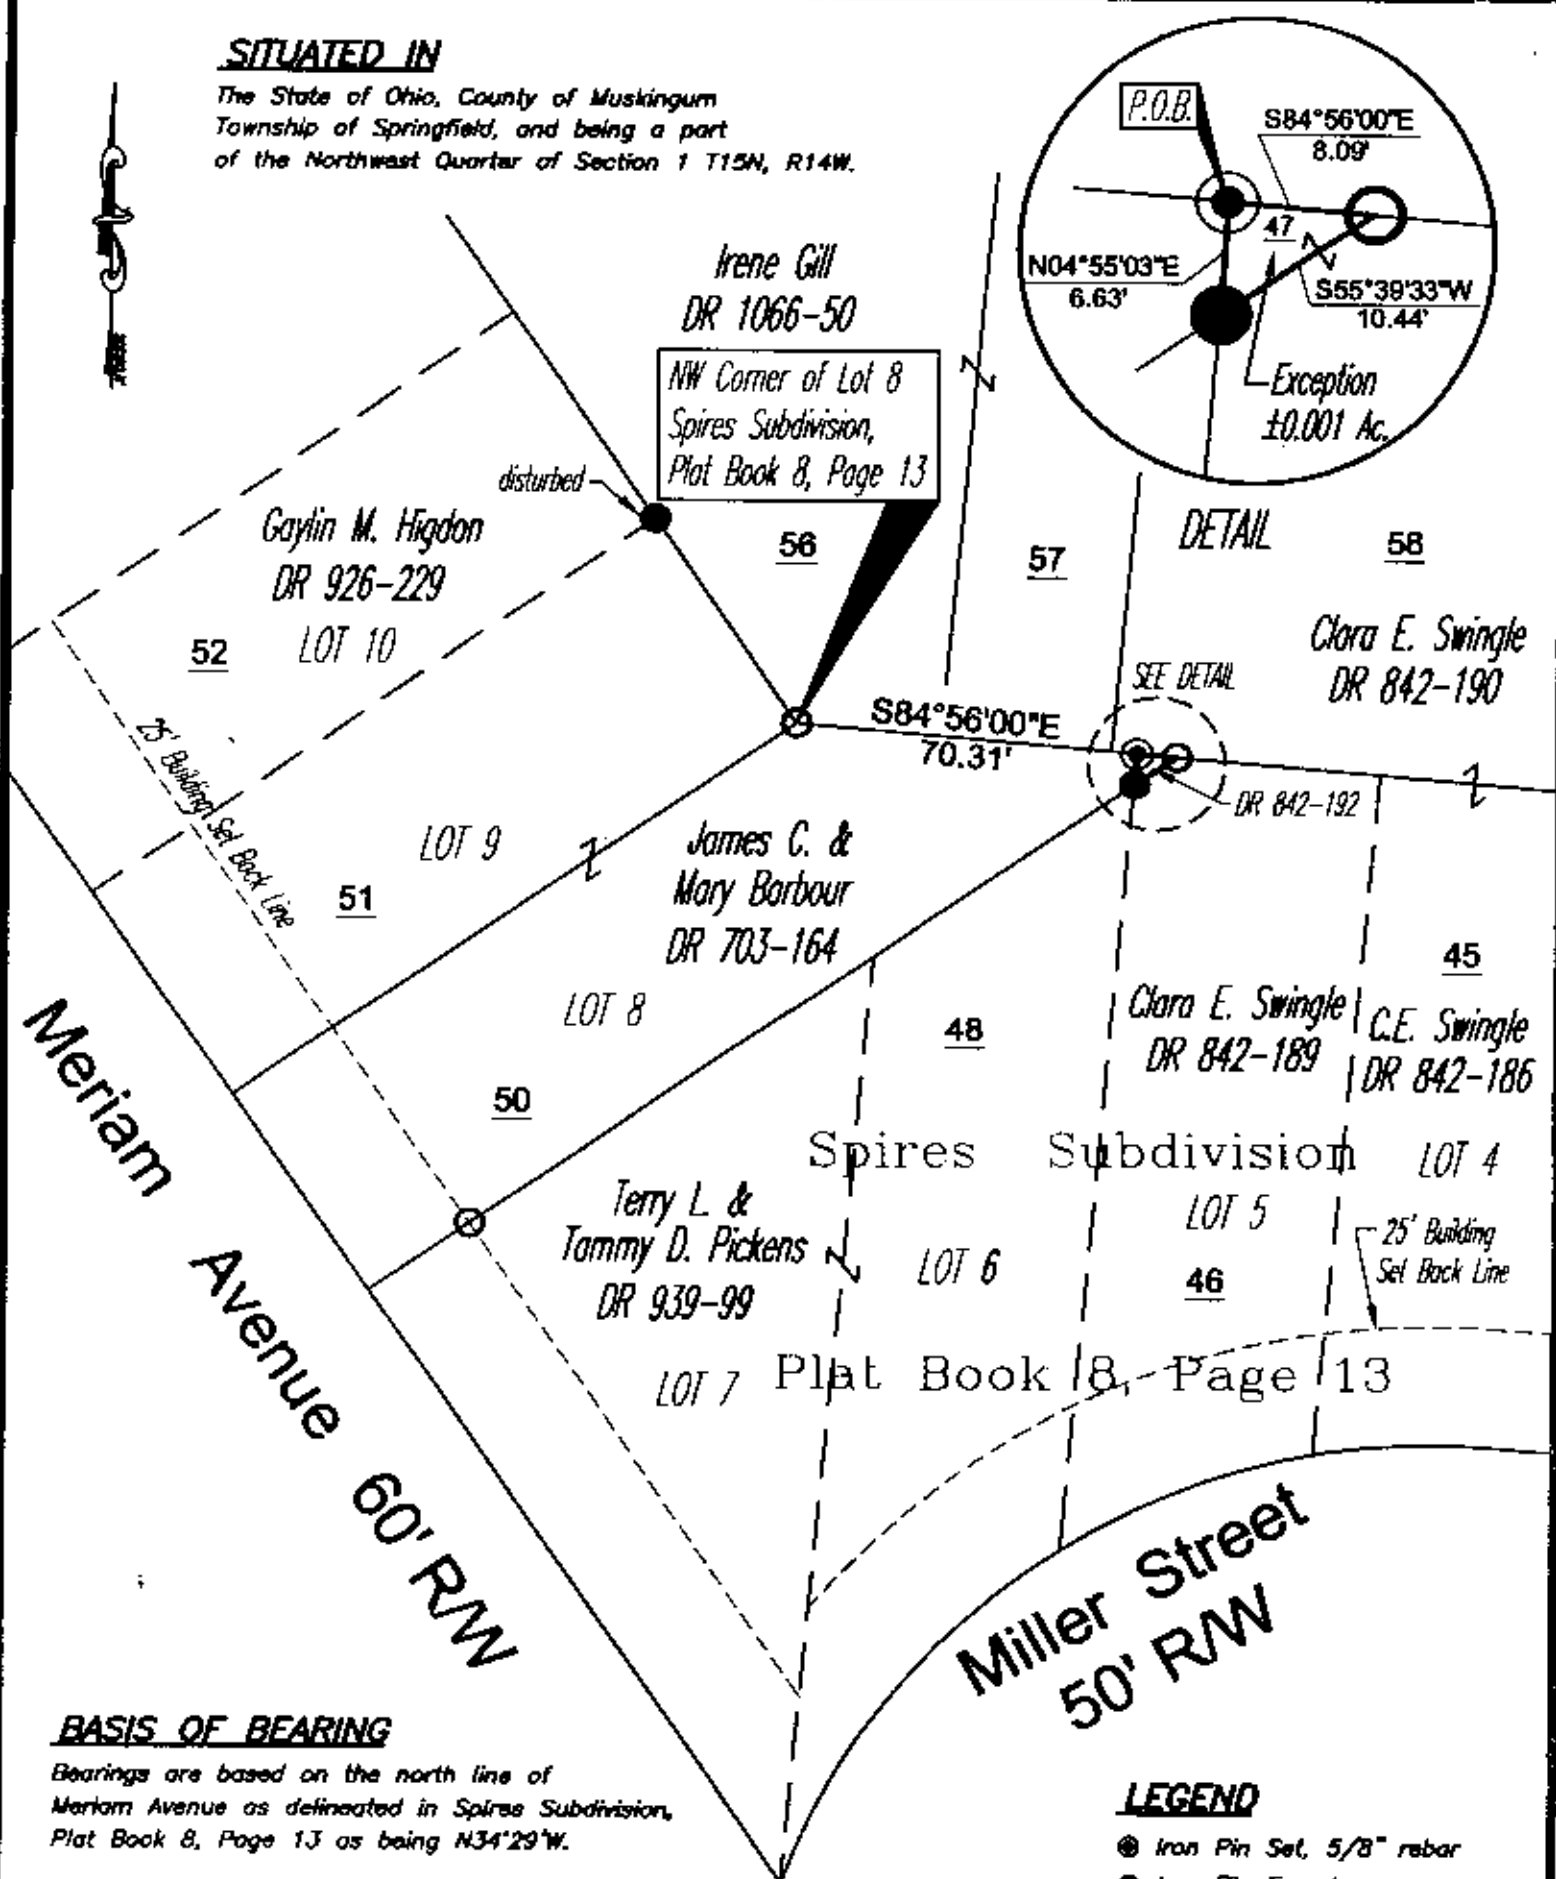 SITUATED IN
The State of Ohio, County of Muskingum
Township of Springfield, and being a part
of the Northwest Quarter of Section 1 T15N, R14W.
P.O.B.
S84°56'00"E
8.09'
47
N04°55'03"E
6.63'
S55°39'33"W
10.44'
Exception
±0.001 Ac.
DETAIL
Irene Gill
DR 1066-50
NW Corner of Lot 8
Spires Subdivision,
Plat Book 8, Page 13
disturbed
Gaylin M. Higdon
DR 926-229
LOT 10
52
56
57
58
Clara E. Swingle
DR 842-190
SEE DETAIL
S84°56'00"E
70.31'
DR 842-192
25' Building Set Back Line
LOT 9
51
James C. &
Mary Barbour
DR 703-164
LOT 8
50
48
Clara E. Swingle
DR 842-189
45
C.E. Swingle
DR 842-186
Spires Subdivision
LOT 4
LOT 5
46
25' Building
Set Back Line
Terry L. &
Tammy D. Pickens
DR 939-99
LOT 6
LOT 7
Plat Book 8, Page 13
Meriam Avenue 60' R/W
Miller Street
50' R/W
BASIS OF BEARING
Bearings are based on the north line of
Meriam Avenue as delineated in Spires Subdivision,
Plat Book 8, Page 13 as being N34°29'W.
LEGEND
Iron Pin Set, 5/8" rebar